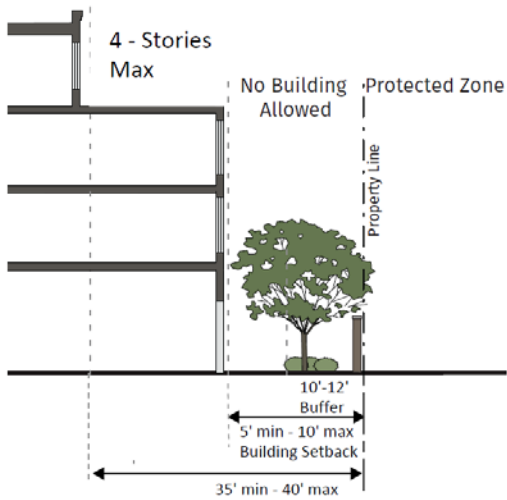 4 - Stories
Max
No Building
Allowed
Protected Zone
Property Line
10'-12'
Buffer
5' min - 10' max
Building Setback
35' min - 40' max